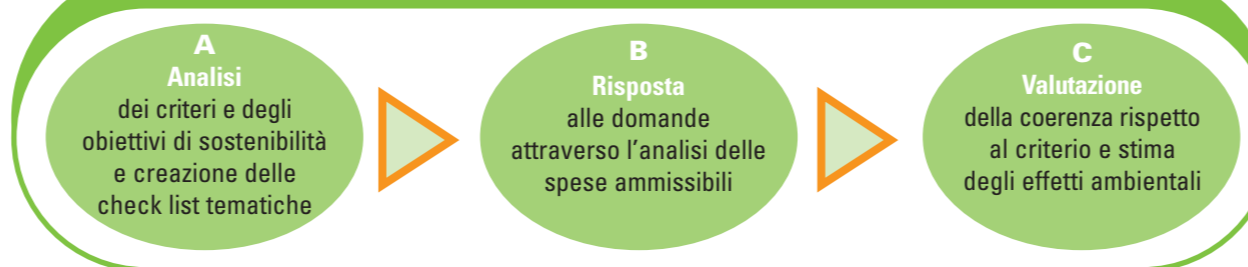 A
Analisi
dei criteri e degli
obiettivi di sostenibilità
e creazione delle
check list tematiche
B
Risposta
alle domande
attraverso l'analisi delle
spese ammissibili
C
Valutazione
della coerenza rispetto
al criterio e stima
degli effetti ambientali